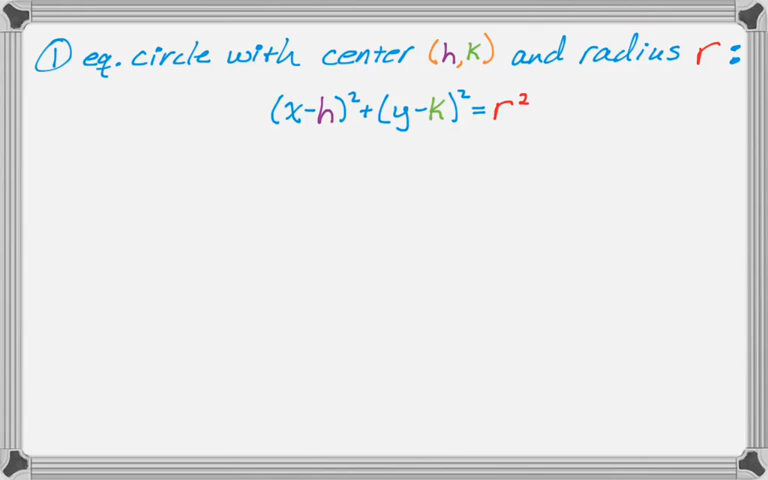 ① eq. circle with center (h,k) and radius r:
(x-h)²+(y-k)²=r²